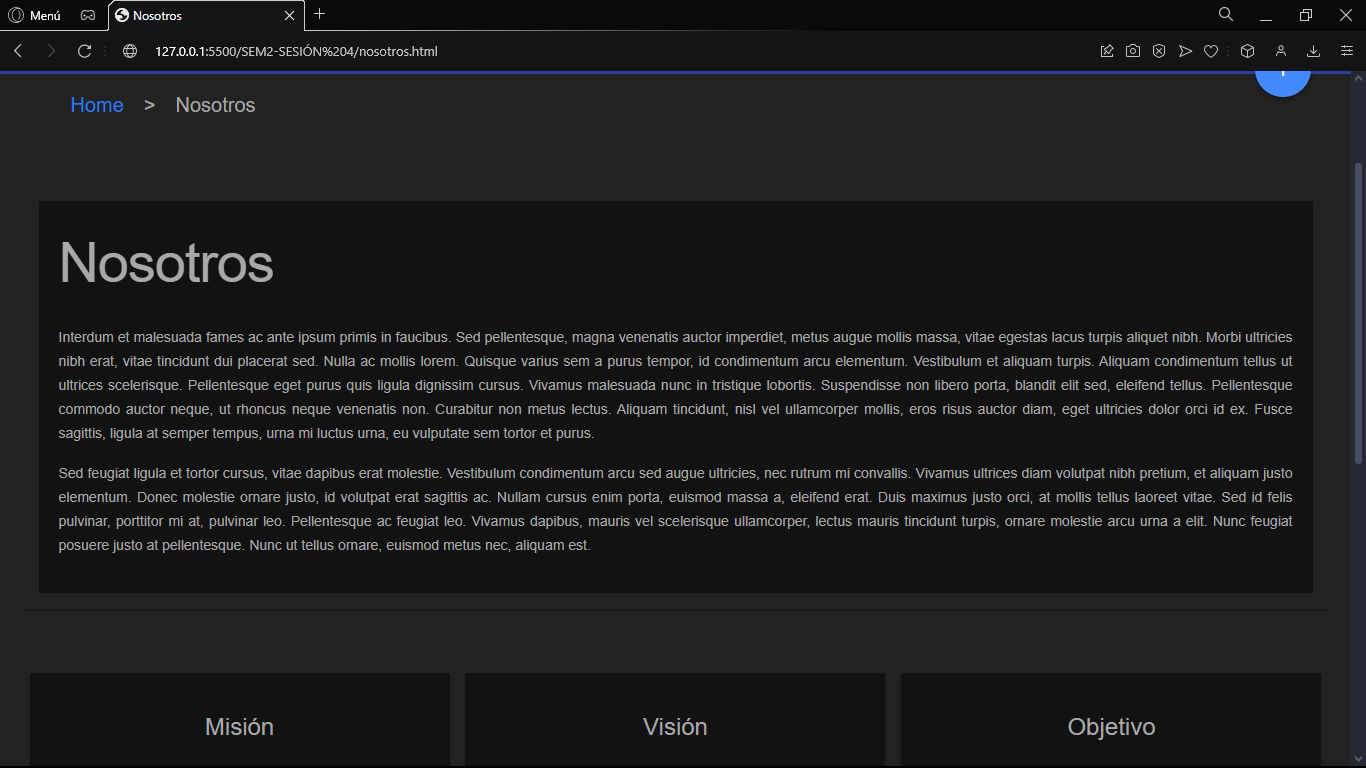 Menú
Nosotros
127.0.0.1:5500/SEM2-SESIÓN%204/nosotros.html
Home > Nosotros
Nosotros
Interdum et malesuada fames ac ante ipsum primis in faucibus. Sed pellentesque, magna venenatis auctor imperdiet, metus augue mollis massa, vitae egestas lacus turpis aliquet nibh. Morbi ultricies
nibh erat, vitae tincidunt dui placerat sed. Nulla ac mollis lorem. Quisque varius sem a purus tempor, id condimentum arcu elementum. Vestibulum et aliquam turpis. Aliquam condimentum tellus ut
ultrices scelerisque. Pellentesque eget purus quis ligula dignissim cursus. Vivamus malesuada nunc in tristique lobortis. Suspendisse non libero porta, blandit elit sed, eleifend tellus. Pellentesque
commodo auctor neque, ut rhoncus neque venenatis non. Curabitur non metus lectus. Aliquam tincidunt, nisl vel ullamcorper mollis, eros risus auctor diam, eget ultricies dolor orci id ex. Fusce
sagittis, ligula at semper tempus, urna mi luctus urna, eu vulputate sem tortor et purus.
Sed feugiat ligula et tortor cursus, vitae dapibus erat molestie. Vestibulum condimentum arcu sed augue ultricies, nec rutrum mi convallis. Vivamus ultrices diam volutpat nibh pretium, et aliquam justo
elementum. Donec molestie ornare justo, id volutpat erat sagittis ac. Nullam cursus enim porta, euismod massa a, eleifend erat. Duis maximus justo orci, at mollis tellus laoreet vitae. Sed id felis
pulvinar, porttitor mi at, pulvinar leo. Pellentesque ac feugiat leo. Vivamus dapibus, mauris vel scelerisque ullamcorper, lectus mauris tincidunt turpis, ornare molestie arcu urna a elit. Nunc feugiat
posuere justo at pellentesque. Nunc ut tellus ornare, euismod metus nec, aliquam est.
Misión
Visión
Objetivo